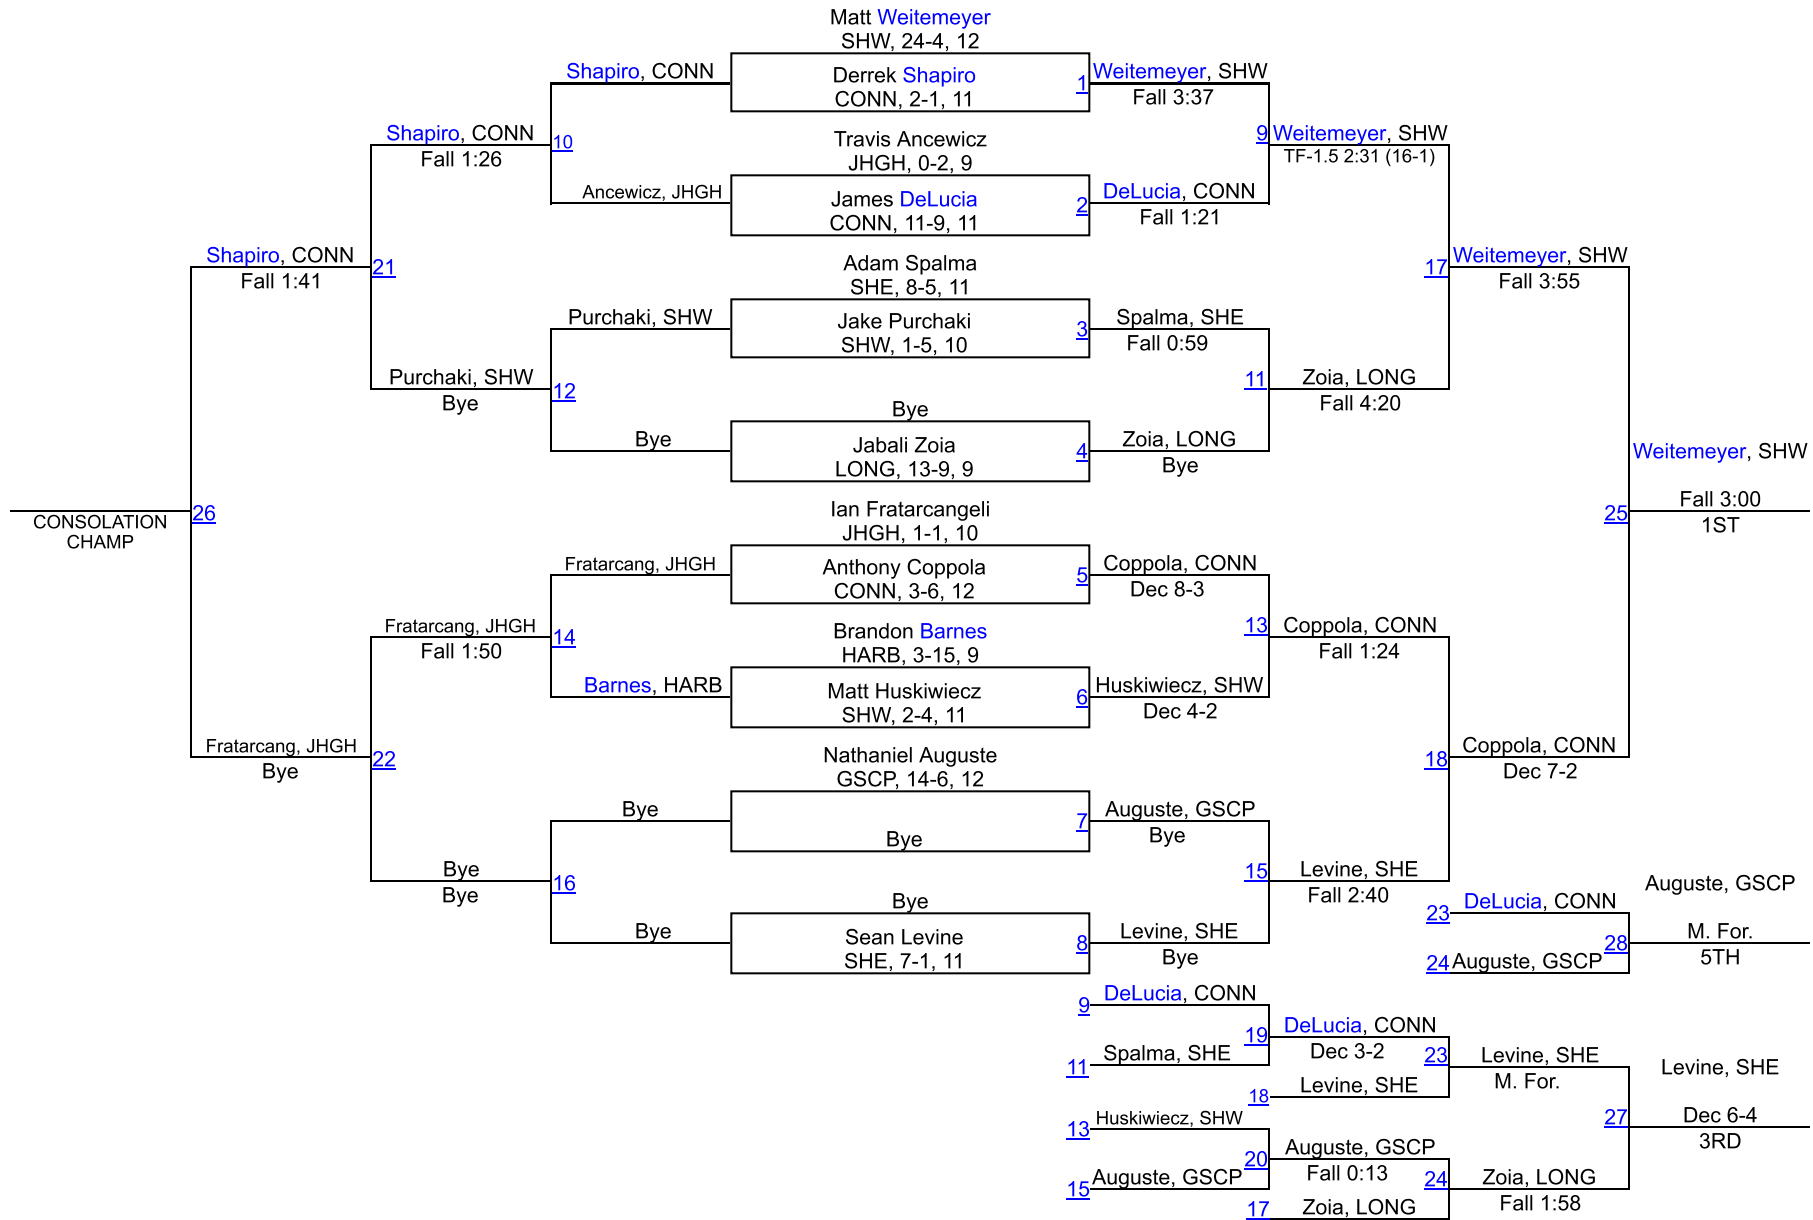 Matt Weitemeyer
SHW, 24-4, 12
Shapiro, CONN
Derrek Shapiro
CONN, 2-1, 11
1
Weitemeyer, SHW
Fall 3:37
Shapiro, CONN
Fall 1:26
10
Travis Ancewicz
JHGH, 0-2, 9
9
Weitemeyer, SHW
TF-1.5 2:31 (16-1)
Ancewicz, JHGH
James DeLucia
CONN, 11-9, 11
2
DeLucia, CONN
Fall 1:21
Shapiro, CONN
Fall 1:41
21
Adam Spalma
SHE, 8-5, 11
17
Weitemeyer, SHW
Fall 3:55
Purchaki, SHW
Jake Purchaki
SHW, 1-5, 10
3
Spalma, SHE
Fall 0:59
Purchaki, SHW
Bye
12
11
Zoia, LONG
Fall 4:20
Bye
Bye
Jabali Zoia
LONG, 13-9, 9
4
Zoia, LONG
Bye
Weitemeyer, SHW
Fall 3:00
1ST
25
CONSOLATION
CHAMP
26
Ian Fratarcangeli
JHGH, 1-1, 10
Fratarcang, JHGH
Anthony Coppola
CONN, 3-6, 12
5
Coppola, CONN
Dec 8-3
Fratarcang, JHGH
Fall 1:50
14
Brandon Barnes
HARB, 3-15, 9
13
Coppola, CONN
Fall 1:24
Barnes, HARB
Matt Huskiwiecz
SHW, 2-4, 11
6
Huskiwiecz, SHW
Dec 4-2
Fratarcang, JHGH
Bye
22
Nathaniel Auguste
GSCP, 14-6, 12
18
Coppola, CONN
Dec 7-2
Bye
Bye
7
Auguste, GSCP
Bye
Bye
Bye
16
15
Levine, SHE
Fall 2:40
Bye
Bye
Sean Levine
SHE, 7-1, 11
8
Levine, SHE
Bye
23
DeLucia, CONN
24
Auguste, GSCP
28
Auguste, GSCP
M. For.
5TH
9
DeLucia, CONN
11
Spalma, SHE
19
DeLucia, CONN
Dec 3-2
18
Levine, SHE
23
Levine, SHE
M. For.
13
Huskiwiecz, SHW
15
Auguste, GSCP
20
Auguste, GSCP
Fall 0:13
17
Zoia, LONG
24
Zoia, LONG
Fall 1:58
27
Levine, SHE
Dec 6-4
3RD